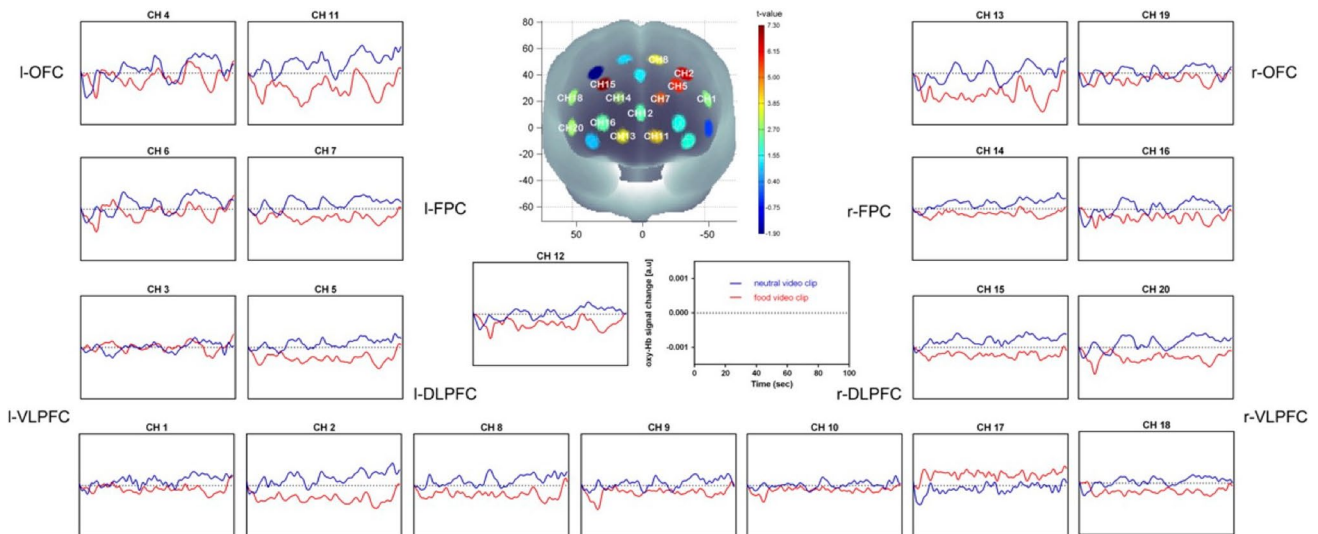 CH 4
CH 11
l-OFC
80
60
40
20
0
-20
-40
-60
50
0
-50
CH8
CH2
CH15
CH5
CH18
CH14
CH7
CH1
CH12
CH16
CH20
CH13
CH11
t-value
7.30
6.15
5.00
3.85
2.70
1.55
0.40
-0.75
-1.90
CH 13
CH 19
r-OFC
CH 6
CH 7
l-FPC
CH 14
CH 16
r-FPC
CH 12
oxy-Hb signal change [a.u]
0.001
0.000
-0.001
neutral video clip
food video clip
0
20
40
60
80
100
Time (sec)
CH 3
CH 5
l-DLPFC
CH 15
CH 20
r-DLPFC
l-VLPFC
r-VLPFC
CH 1
CH 2
CH 8
CH 9
CH 10
CH 17
CH 18